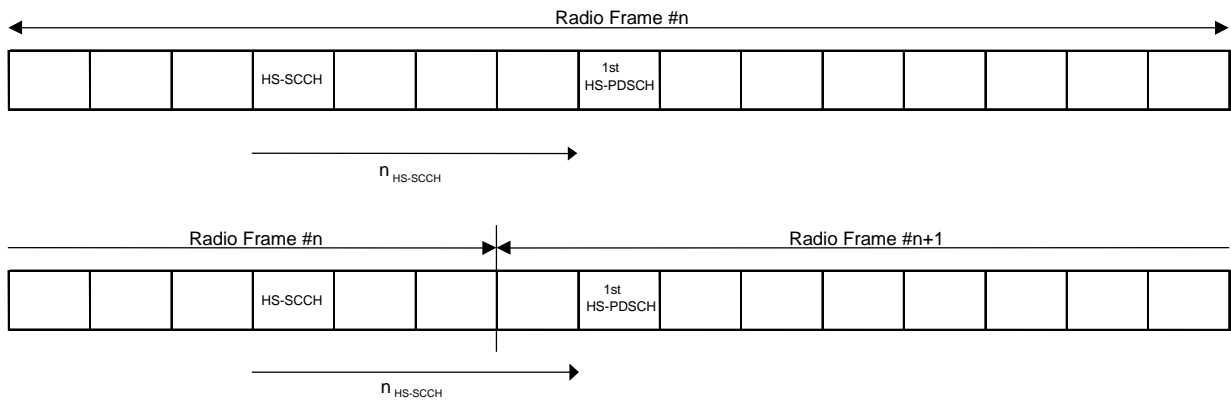 Radio Frame #n
HS-SCCH
1st
HS-PDSCH
n HS-SCCH
Radio Frame #n
Radio Frame #n+1
HS-SCCH
1st
HS-PDSCH
n HS-SCCH